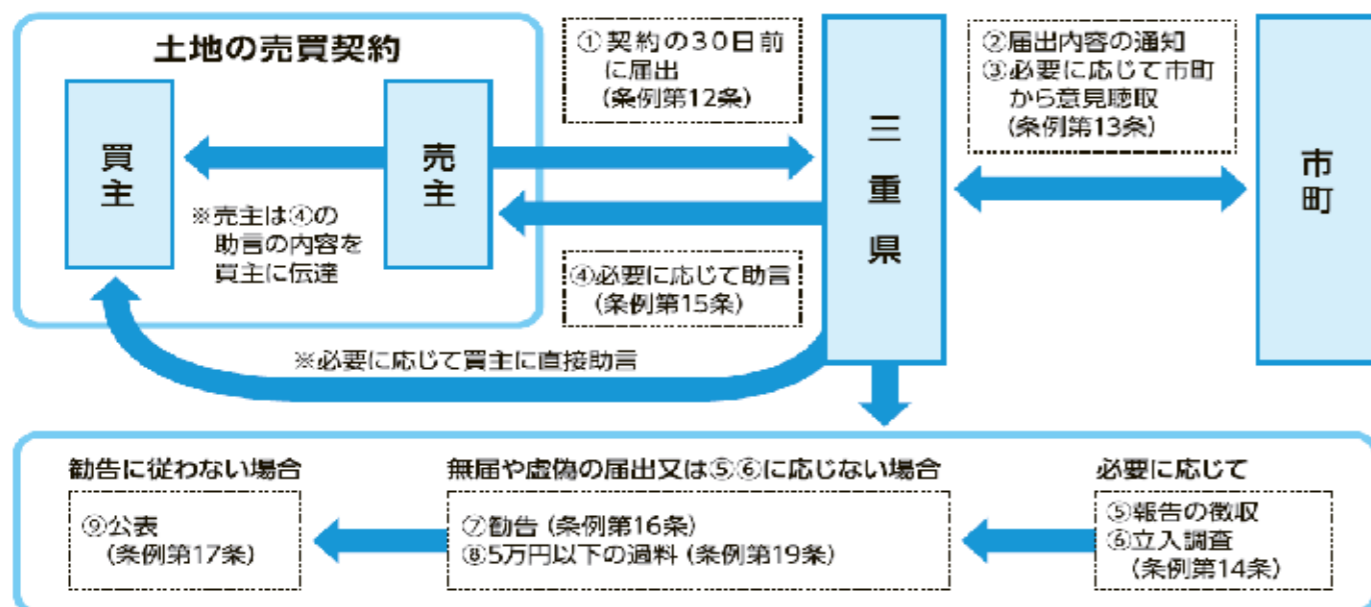 土地の売買契約
買主
売主
※売主は④の
助言の内容を
買主に伝達
①契約の30日前
に届出
(条例第12条)
④必要に応じて助言
(条例第15条)
※必要に応じて買主に直接助言
三重県
②届出内容の通知
③必要に応じて市町
から意見聴取
(条例第13条)
市町
勧告に従わない場合
⑨公表
(条例第17条)
無届や虚偽の届出又は⑤⑥に応じない場合
⑦勧告(条例第16条)
⑧5万円以下の過料(条例第19条)
必要に応じて
⑤報告の徴収
⑥立入調査
(条例第14条)